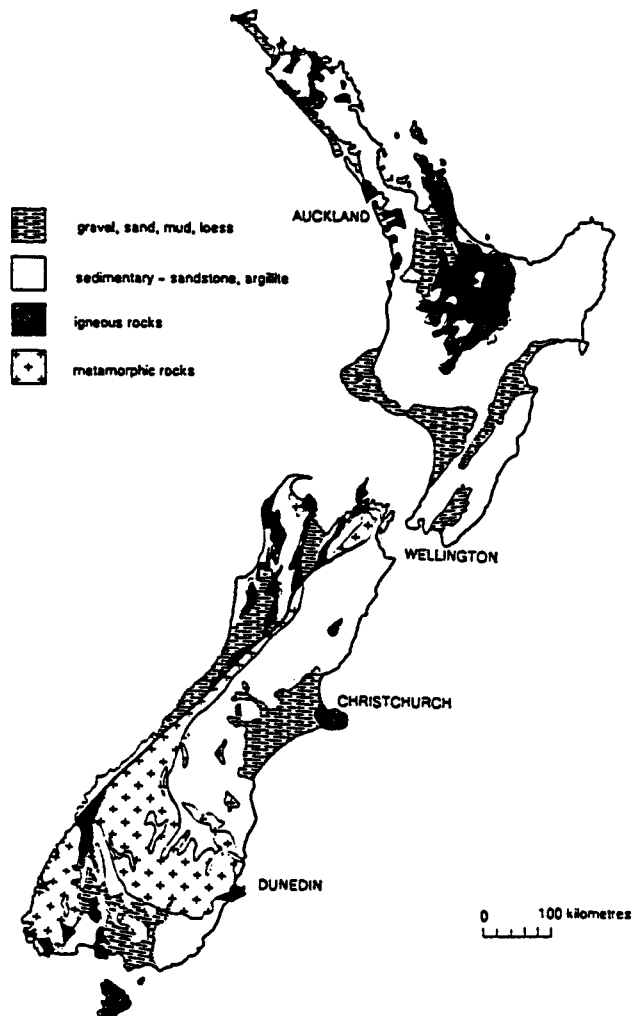 AUCKLAND
gravel, sand, mud, loess
sedimentary - sandstone, argillite
igneous rocks
metamorphic rocks
WELLINGTON
CHRISTCHURCH
DUNEDIN
0 100 kilometres